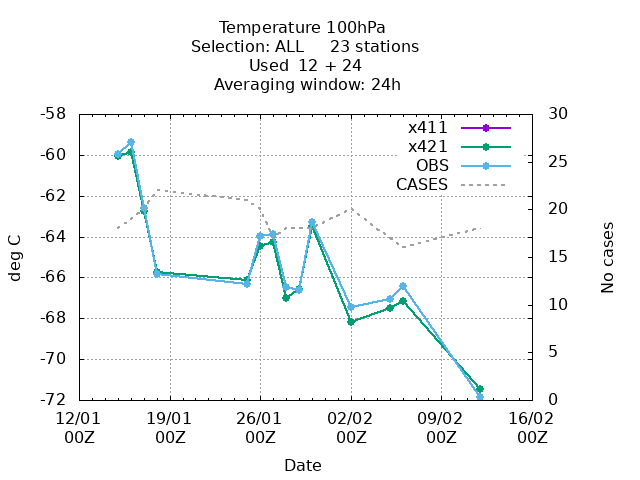 Temperature 100hPa
Selection: ALL     23 stations
Used  12 + 24
Averaging window: 24h
-58
-60
-62
-64
-66
-68
-70
-72
deg C
30
25
20
15
10
5
0
No cases
x411
x421
OBS
CASES
12/01 19/01 26/01 02/02 09/02 16/02
00Z 00Z 00Z 00Z 00Z 00Z
Date